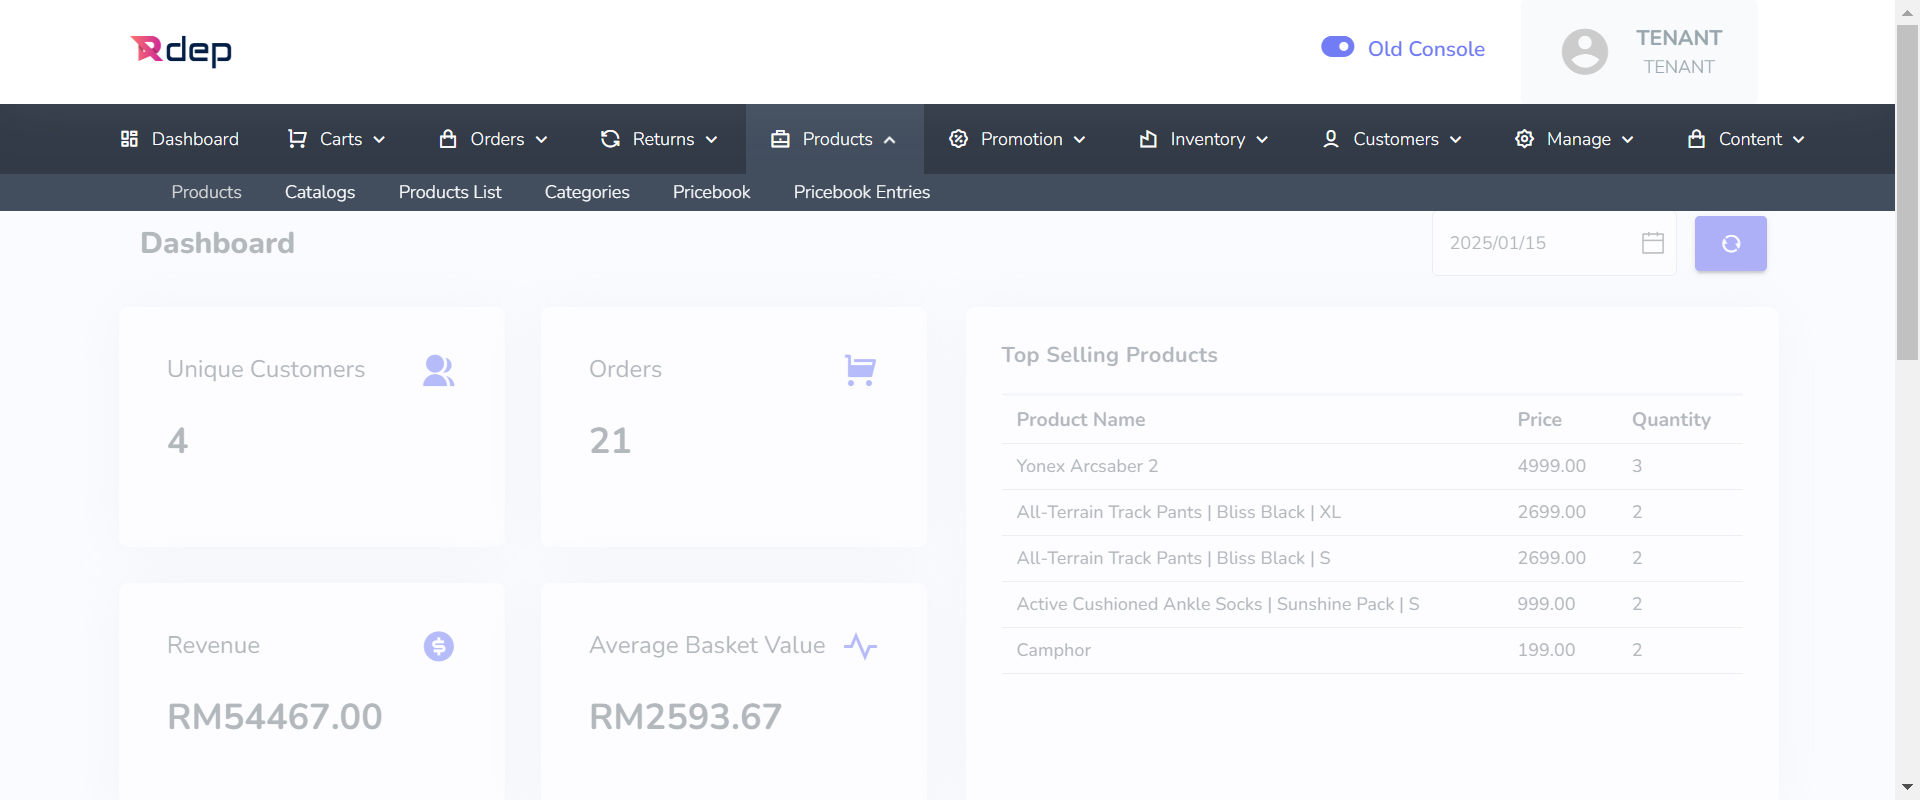 Rdep
Old Console
TENANT
TENANT
Dashboard Carts Orders Returns Products Promotion Inventory Customers Manage Content
Products Catalogs Products List Categories Pricebook Pricebook Entries
Dashboard
2025/01/15
Unique Customers
4
Orders
21
Revenue
RM54467.00
Average Basket Value
RM2593.67
Top Selling Products
Product Name Price Quantity
Yonex Arcsaber 2 4999.00 3
All-Terrain Track Pants | Bliss Black | XL 2699.00 2
All-Terrain Track Pants | Bliss Black | S 2699.00 2
Active Cushioned Ankle Socks | Sunshine Pack | S 999.00 2
Camphor 199.00 2